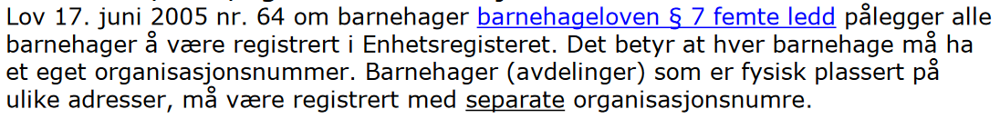 Lov 17. juni 2005 nr. 64 om barnehager barnehageloven § 7 femte ledd pålegger alle
barnehager å være registrert i Enhetsregisteret. Det betyr at hver barnehage må ha
et eget organisasjonsnummer. Barnehager (avdelinger) som er fysisk plassert på
ulike adresser, må være registrert med separate organisasjonsnumre.